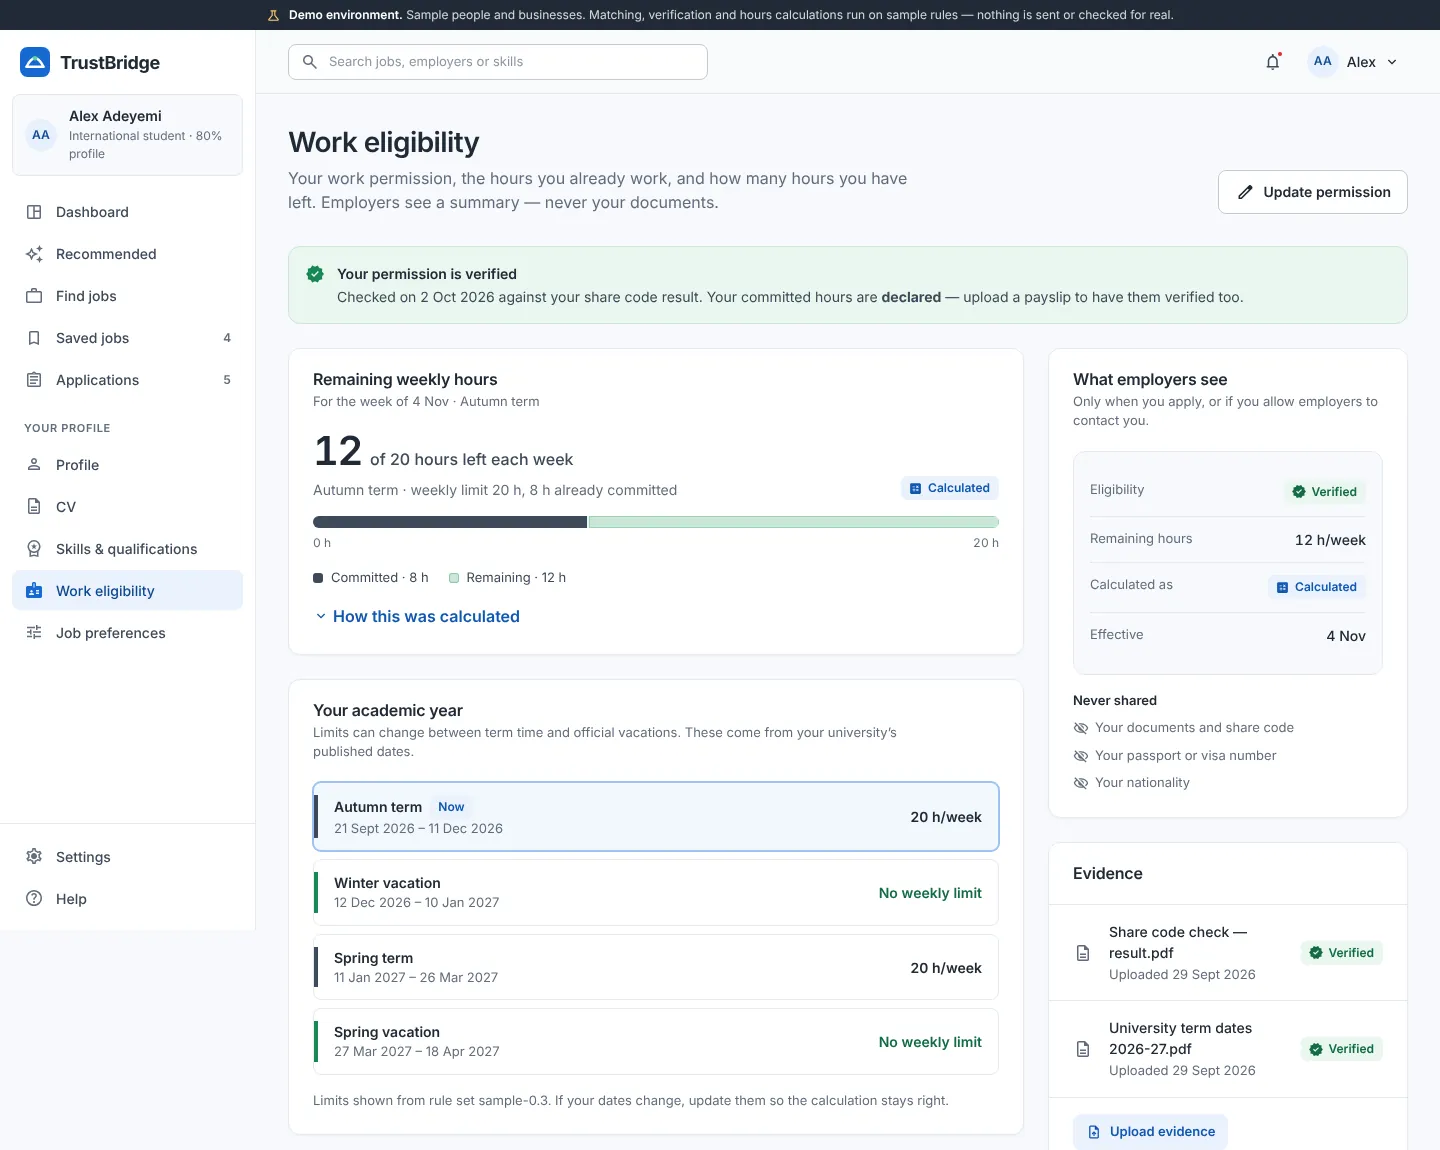 Demo environment. Sample people and businesses. Matching, verification and hours calculations run on sample rules — nothing is sent or checked for real.
TrustBridge
Search jobs, employers or skills
AA
Alex
AA
Alex Adeyemi
International student · 80%
profile
Dashboard
Recommended
Find jobs
Saved jobs 4
Applications 5
YOUR PROFILE
Profile
CV
Skills & qualifications
Work eligibility
Job preferences
Settings
Help
Work eligibility
Your work permission, the hours you already work, and how many hours you have
left. Employers see a summary — never your documents.
Update permission
Your permission is verified
Checked on 2 Oct 2026 against your share code result. Your committed hours are declared — upload a payslip to have them verified too.
Remaining weekly hours
For the week of 4 Nov · Autumn term
12 of 20 hours left each week
Autumn term · weekly limit 20 h, 8 h already committed
Calculated
0 h
20 h
Committed · 8 h
Remaining · 12 h
How this was calculated
Your academic year
Limits can change between term time and official vacations. These come from your university's
published dates.
Autumn term Now
21 Sept 2026 – 11 Dec 2026
20 h/week
Winter vacation
12 Dec 2026 – 10 Jan 2027
No weekly limit
Spring term
11 Jan 2027 – 26 Mar 2027
20 h/week
Spring vacation
27 Mar 2027 – 18 Apr 2027
No weekly limit
Limits shown from rule set sample-0.3. If your dates change, update them so the calculation stays right.
What employers see
Only when you apply, or if you allow employers to
contact you.
Eligibility
Verified
Remaining hours
12 h/week
Calculated as
Calculated
Effective
4 Nov
Never shared
Your documents and share code
Your passport or visa number
Your nationality
Evidence
Share code check —
result.pdf
Uploaded 29 Sept 2026
Verified
University term dates
2026-27.pdf
Uploaded 29 Sept 2026
Verified
Upload evidence